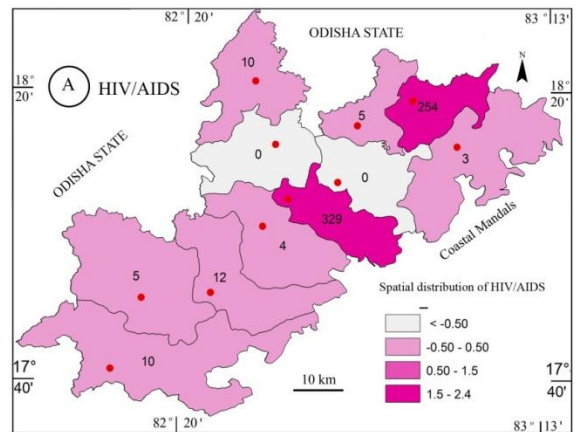 82° 20'
ODISHA STATE
83° 13'
18°
20'
A
HIV/AIDS
N
18°
20'
10
254
5
ODISHA STATE
0
3
0
329
Coastal Mandals
4
5
12
Spatial distribution of HIV/AIDS
< -0.50
-0.50 - 0.50
0.50 - 1.5
1.5 - 2.4
10
10 km
17°
40'
17°
40'
82° 20'
83° 13'